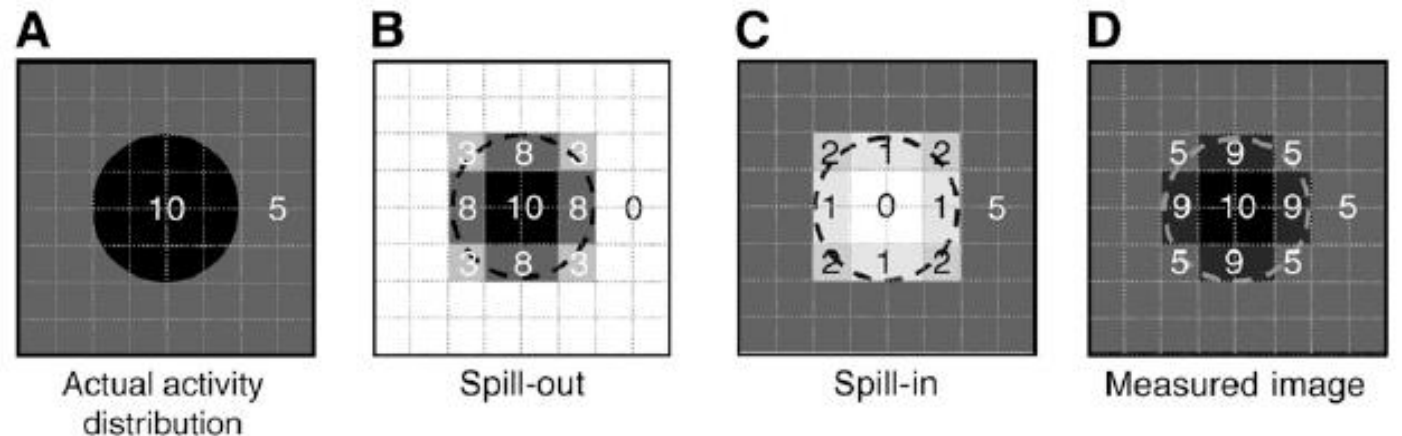 A B C D
3 8 3 2 1 2 5 9 5
10 5 8 10 8 0 1 0 1 5 9 10 9 5
3 8 3 2 1 2 5 9 5
Actual activity Spill-out Spill-in Measured image
distribution